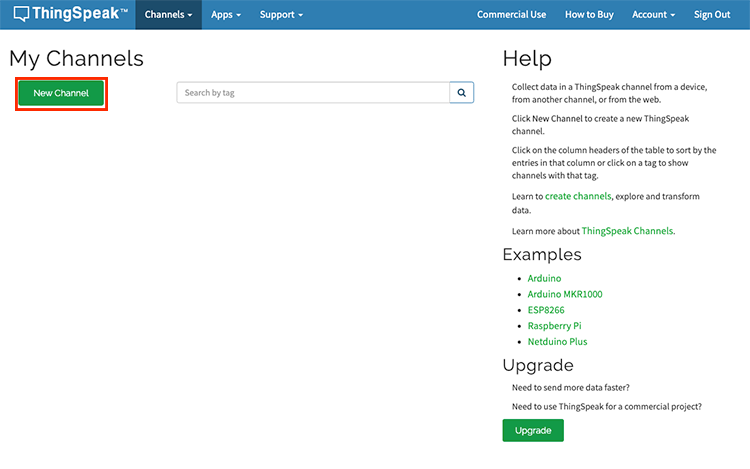 ThingSpeak™ Channels Apps Support Commercial Use How to Buy Account Sign Out
My Channels
New Channel
Search by tag
Help
Collect data in a ThingSpeak channel from a device,
from another channel, or from the web.
Click New Channel to create a new ThingSpeak
channel.
Click on the column headers of the table to sort by the
entries in that column or click on a tag to show
channels with that tag.
Learn to create channels, explore and transform
data.
Learn more about ThingSpeak Channels.
Examples
Arduino
Arduino MKR1000
ESP8266
Raspberry Pi
Netduino Plus
Upgrade
Need to send more data faster?
Need to use ThingSpeak for a commercial project?
Upgrade